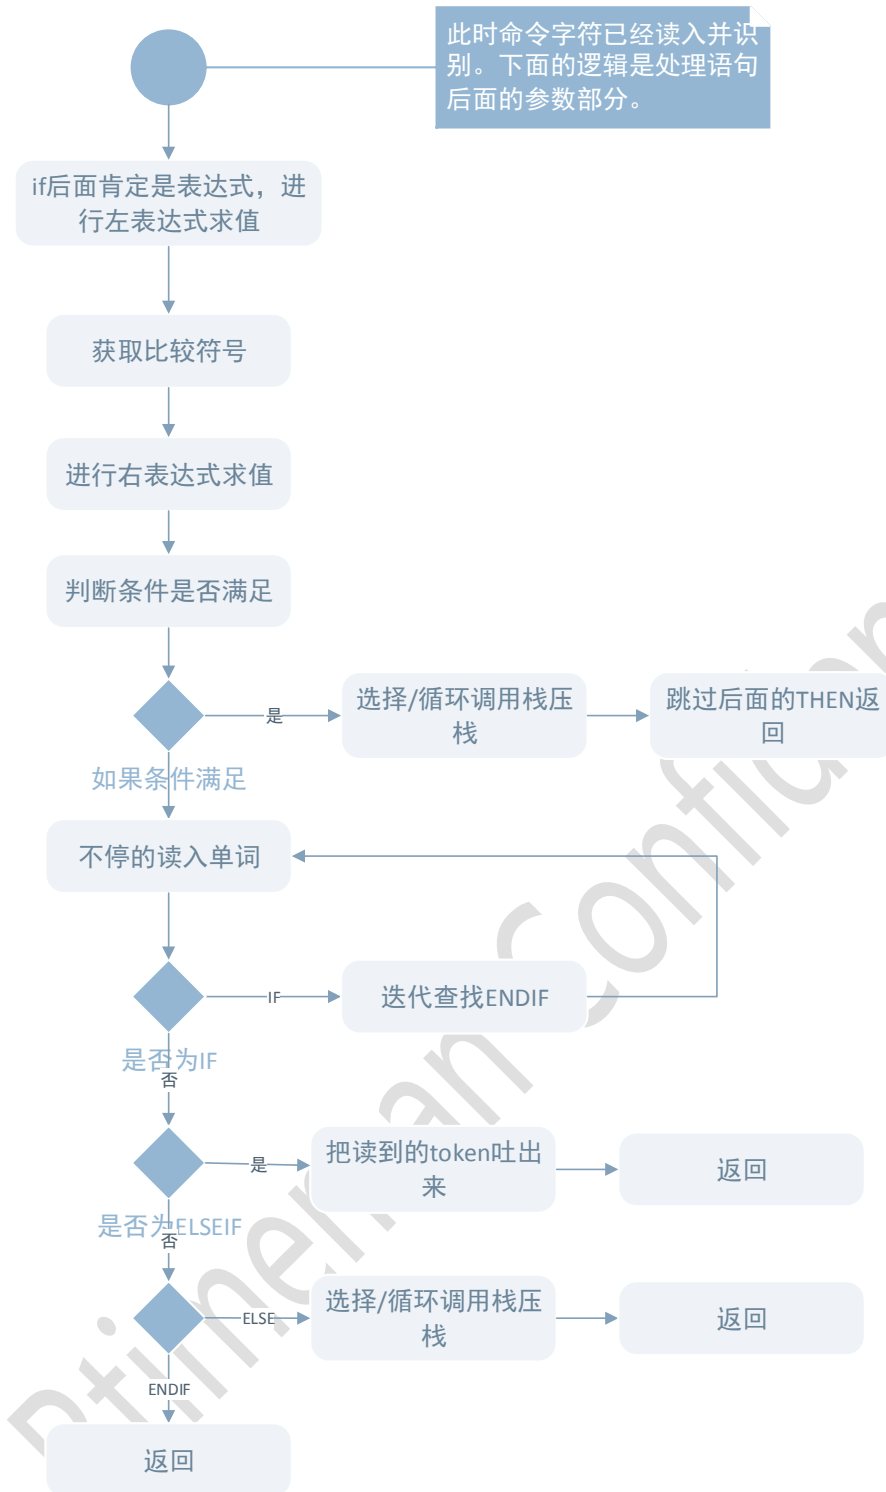 此时命令字符已经读入并识
别。下面的逻辑是处理语句
后面的参数部分。
if后面肯定是表达式，进
行左表达式求值
获取比较符号
进行右表达式求值
判断条件是否满足
是
选择/循环调用栈压
栈
跳过后面的THEN返
回
如果条件满足
不停的读入单词
IF
迭代查找ENDIF
是否为IF
否
是
把读到的token吐出
来
返回
是否为ELSEIF
否
ELSE
选择/循环调用栈压
栈
返回
ENDIF
返回